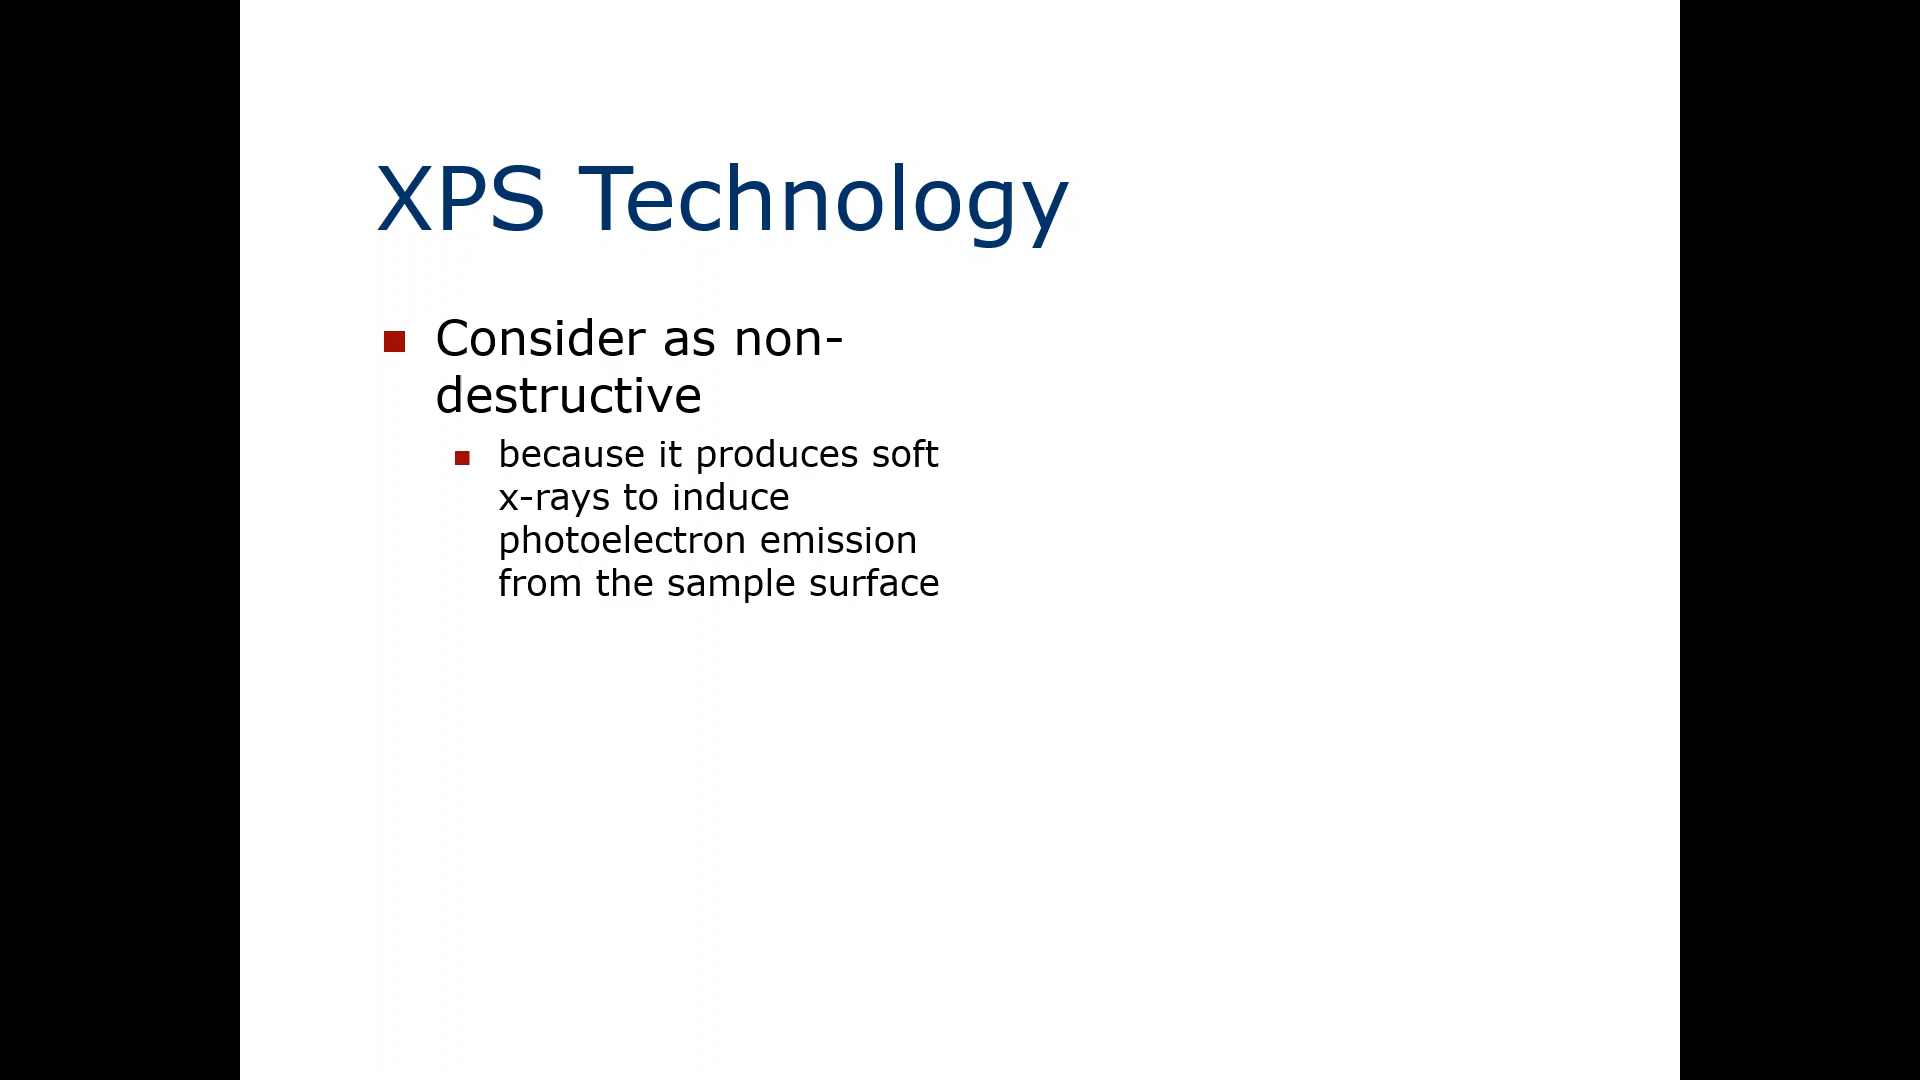 XPS Technology
Consider as non-
destructive
because it produces soft
x-rays to induce
photoelectron emission
from the sample surface